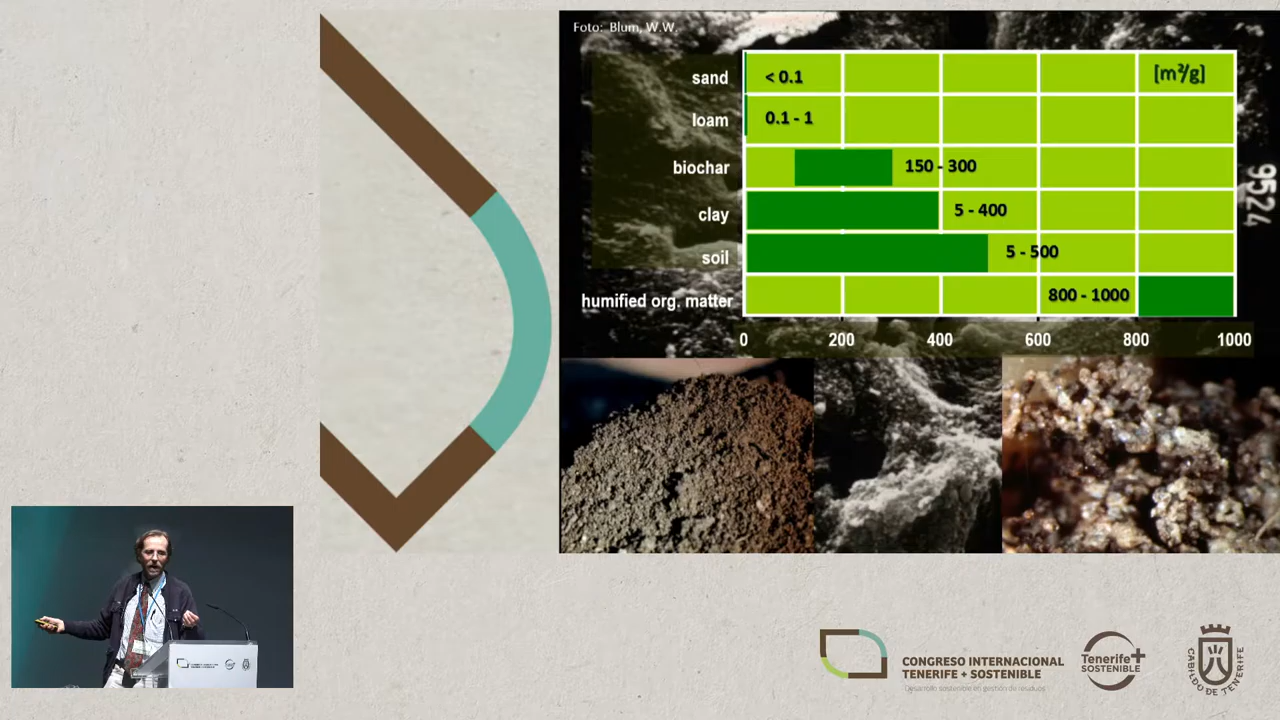 Foto: Blum, W.W.
[m²/g]
sand < 0.1
loam 0.1 - 1
biochar 150 - 300
clay 5 - 400
soil 5 - 500
humified org. matter 800 - 1000
0 200 400 600 800 1000
9524
CONGRESO INTERNACIONAL
TENERIFE + SOSTENIBLE
Desarrollo sostenible en gestión de residuos
Tenerife+
SOSTENIBLE
CABILDO DE TENERIFE